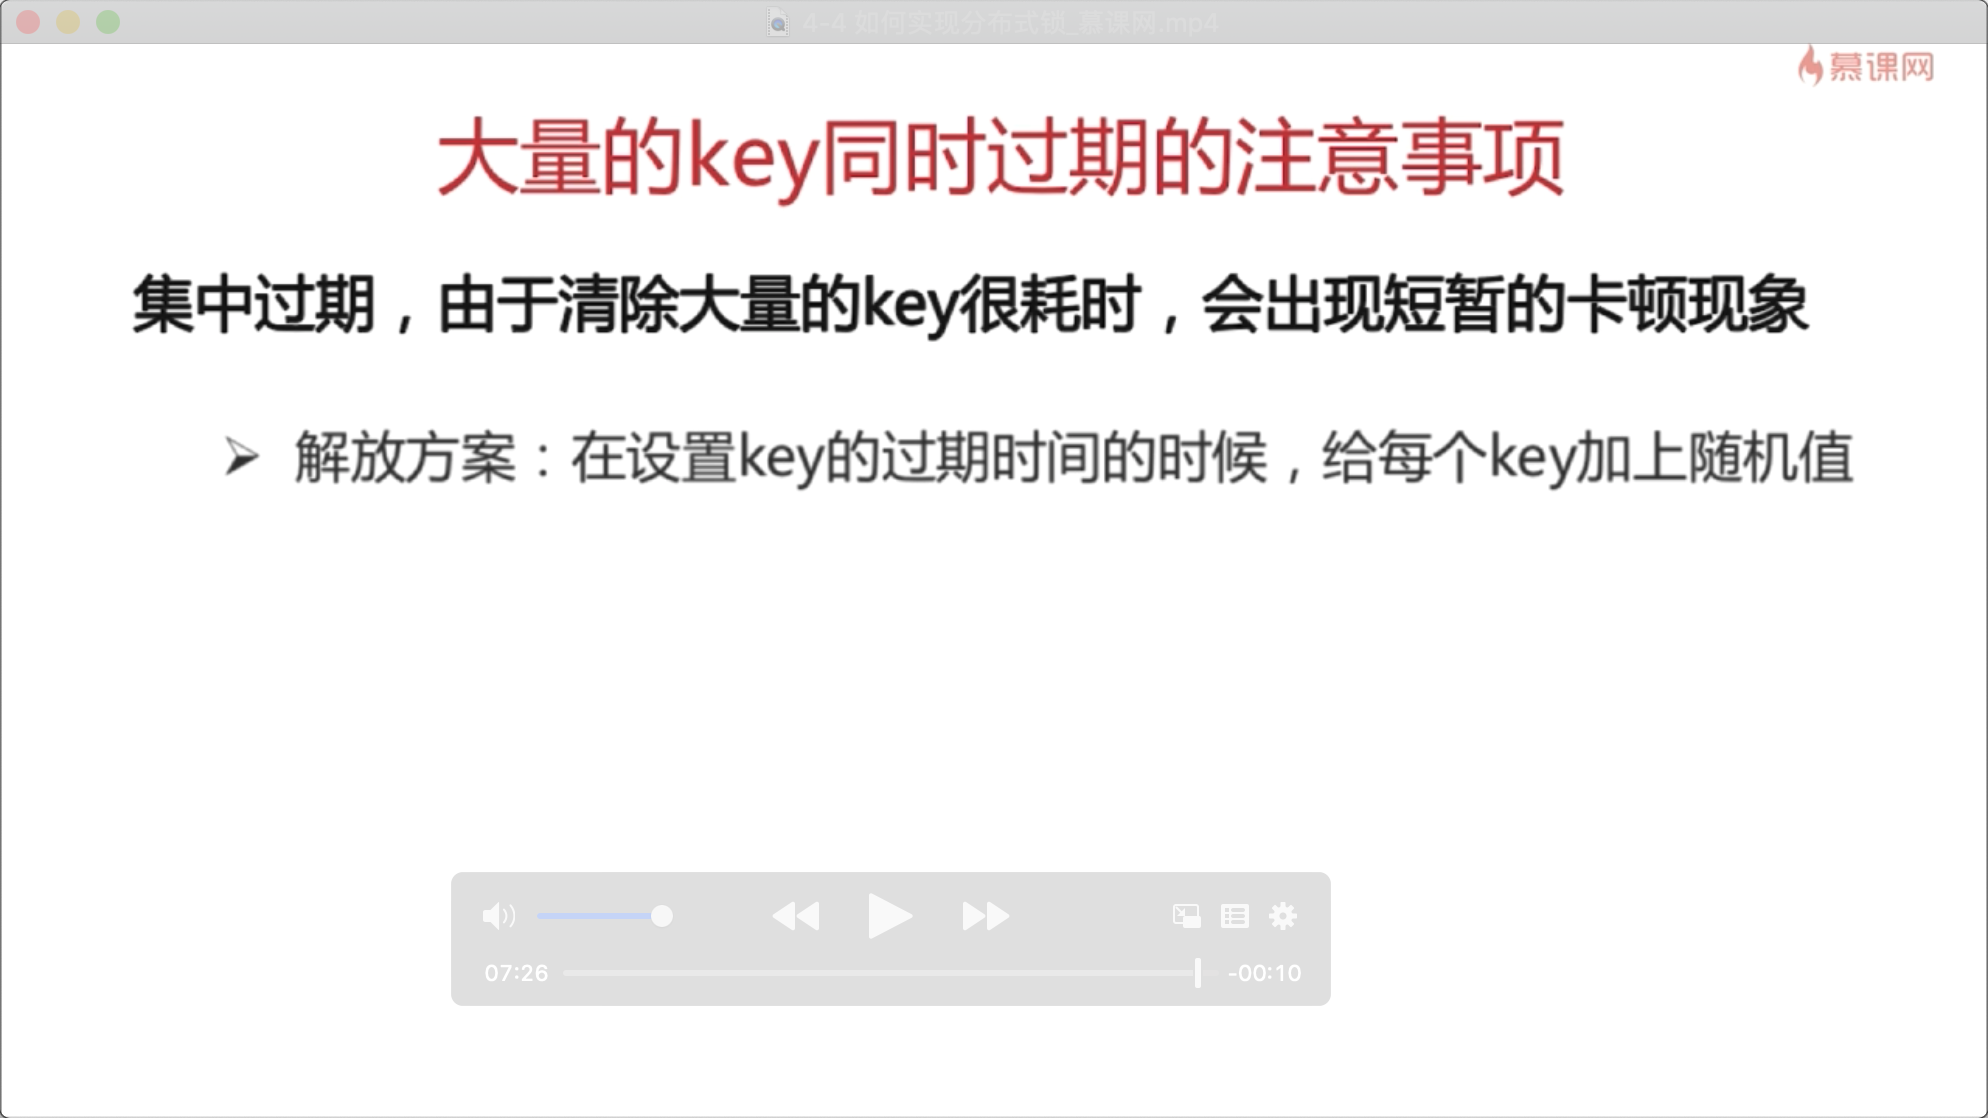 4-4 如何实现分布式锁_慕课网.mp4
慕课网
大量的key同时过期的注意事项
集中过期，由于清除大量的key很耗时，会出现短暂的卡顿现象
➢ 解放方案：在设置key的过期时间的时候，给每个key加上随机值
07:26
-00:10